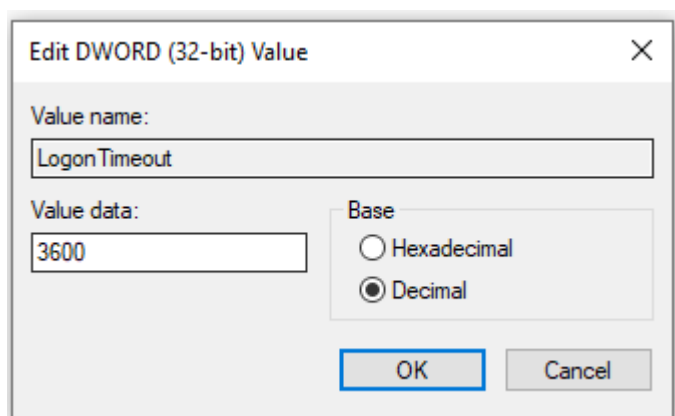 Edit DWORD (32-bit) Value
Value name:
LogonTimeout
Value data:
3600
Base
Hexadecimal
Decimal
OK
Cancel